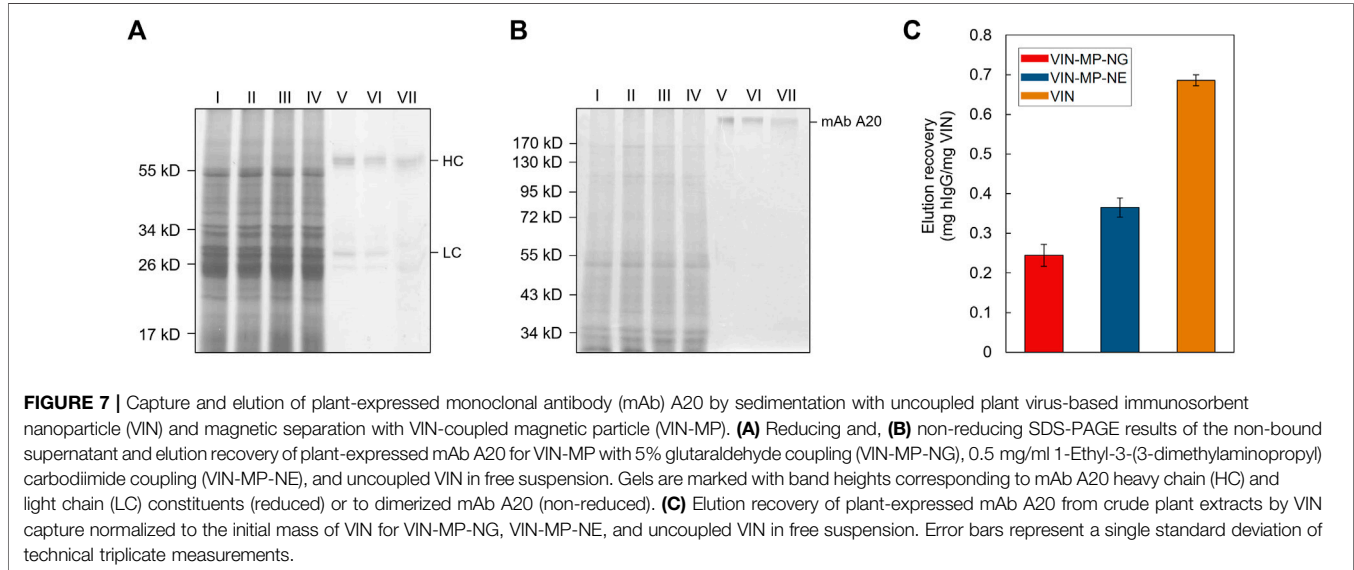 A
I II III IV V VI VII
HC
55 kD
34 kD
LC
26 kD
17 kD
B
I II III IV V VI VII
mAb A20
170 kD
130 kD
95 kD
72 kD
55 kD
43 kD
34 kD
C
0.8
0.7
0.6
0.5
0.4
0.3
0.2
0.1
0
Elution recovery
(mg hIgG/mg VIN)
VIN-MP-NG
VIN-MP-NE
VIN
FIGURE 7 | Capture and elution of plant-expressed monoclonal antibody (mAb) A20 by sedimentation with uncoupled plant virus-based immunosorbent
nanoparticle (VIN) and magnetic separation with VIN-coupled magnetic particle (VIN-MP). (A) Reducing and, (B) non-reducing SDS-PAGE results of the non-bound
supernatant and elution recovery of plant-expressed mAb A20 for VIN-MP with 5% glutaraldehyde coupling (VIN-MP-NG), 0.5 mg/ml 1-Ethyl-3-(3-dimethylaminopropyl)
carbodiimide coupling (VIN-MP-NE), and uncoupled VIN in free suspension. Gels are marked with band heights corresponding to mAb A20 heavy chain (HC) and
light chain (LC) constituents (reduced) or to dimerized mAb A20 (non-reduced). (C) Elution recovery of plant-expressed mAb A20 from crude plant extracts by VIN
capture normalized to the initial mass of VIN for VIN-MP-NG, VIN-MP-NE, and uncoupled VIN in free suspension. Error bars represent a single standard deviation of
technical triplicate measurements.